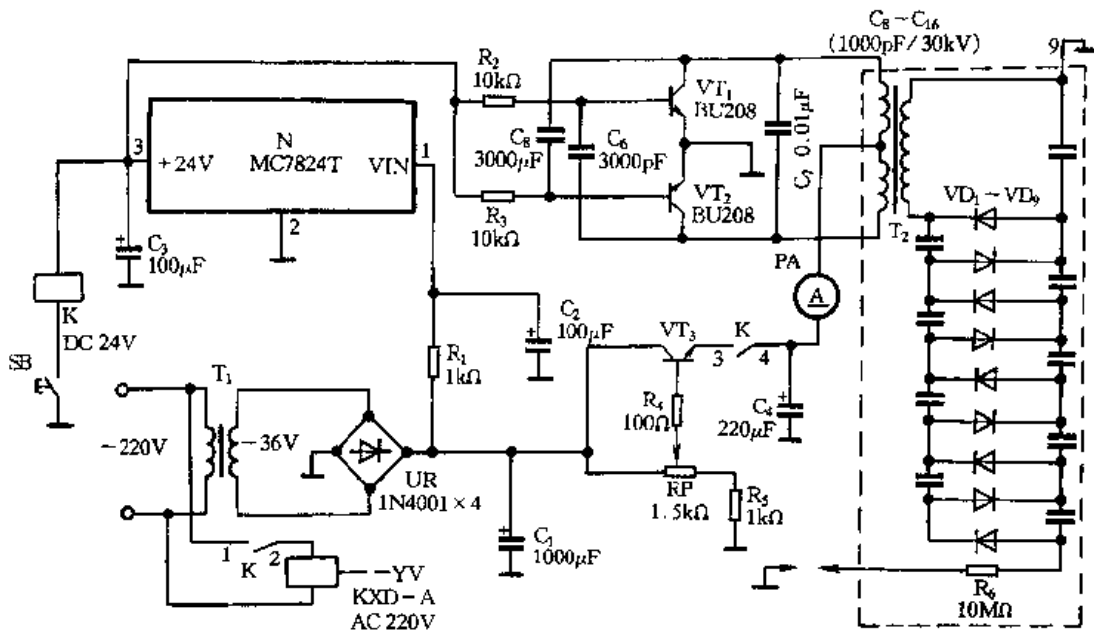 C₈－C₁₆
(1000pF/30kV)
9
R₂
10kΩ
VT₁
BU208
N
MC7824T
3
+24V
VIN
1
2
C₈
3000μF
C₆
3000pF
C₅ 0.01μF
VT₂
BU208
R₃
10kΩ
T₂
VD₁－VD₉
C₃
100μF
PA
A
K
DC 24V
C₂
100μF
VT₃
K
3
4
SB
T₁
R₁
1kΩ
R₄
100Ω
C₄
220μF
~220V
~36V
UR
1N4001×4
RP
1.5kΩ
R₅
1kΩ
C₁
1000μF
1
2
K
YV
KXD－A
AC 220V
R₆
10MΩ